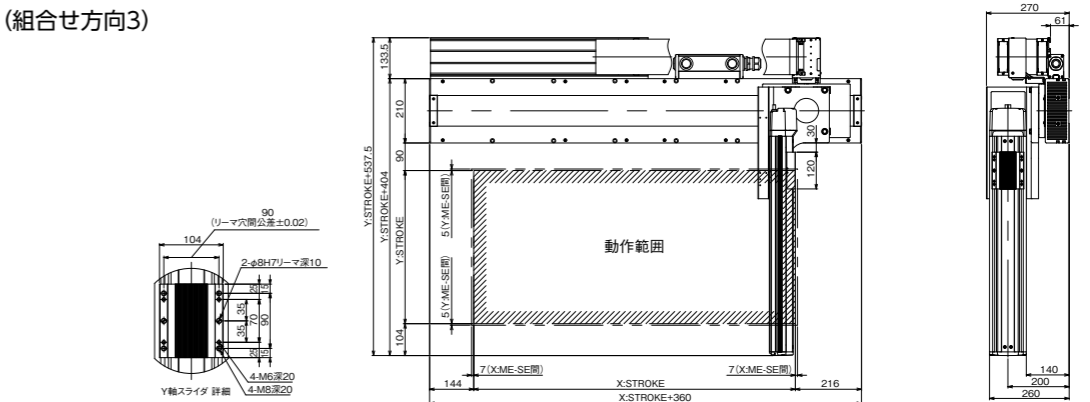 (組合せ方向3)
270
61
133.5
210
90
30
120
Y:STROKE+537.5
Y:STROKE+404
Y:STROKE
5(Y:ME-SE間)
5(Y:ME-SE間)
104
動作範囲
7(X:ME-SE間)
7(X:ME-SE間)
144
X:STROKE
216
X:STROKE+360
140
200
260
90
(リーマ穴間公差±0.02)
104
2-φ8H7リーマ深10
25
15
35
35
70
90
25
15
4-M6深20
4-M8深20
Y軸スライダ 詳細